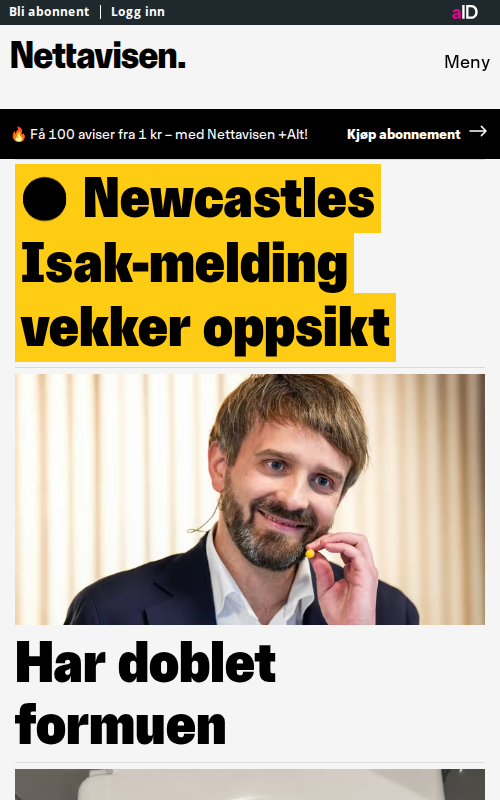 Bli abonnent | Logg inn
aID
Nettavisen.
Meny
🔥 Få 100 aviser fra 1 kr – med Nettavisen +Alt!
Kjøp abonnement →
● Newcastles
Isak-melding
vekker oppsikt
Har doblet
formuen